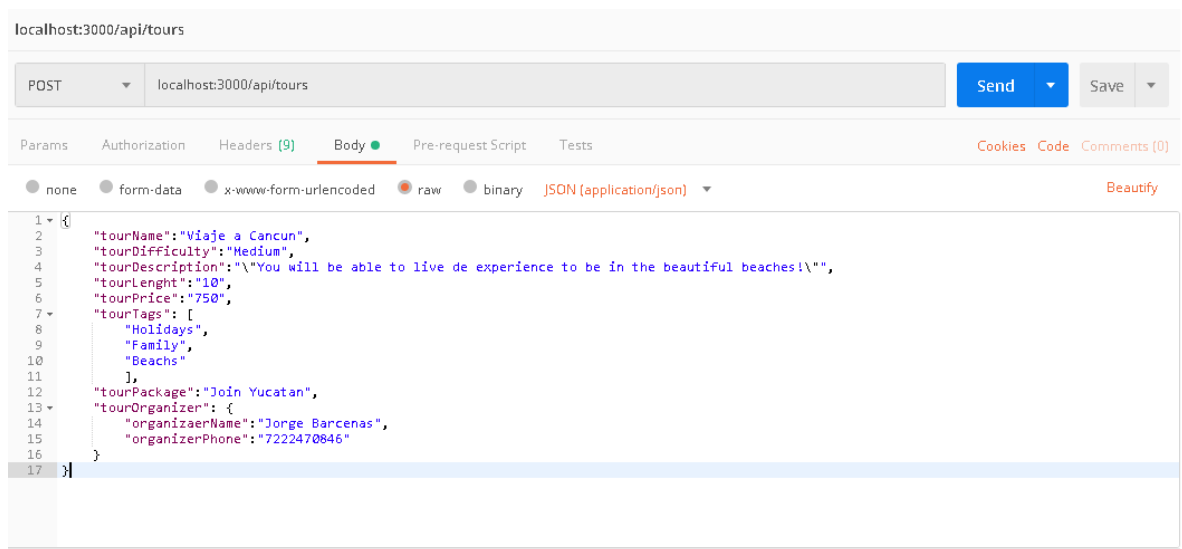 localhost:3000/api/tours
POST localhost:3000/api/tours Send Save
Params Authorization Headers (9) Body Pre-request Script Tests Cookies Code Comments (0)
none form-data x-www-form-urlencoded raw binary JSON (application/json) Beautify
1 {
2 "tourName":"Viaje a Cancun",
3 "tourDifficulty":"Medium",
4 "tourDescription":"\"You will be able to live de experience to be in the beautiful beaches!\"",
5 "tourLenght":"10",
6 "tourPrice":"750",
7 "tourTags": [
8 "Holidays",
9 "Family",
10 "Beachs"
11 ],
12 "tourPackage":"Join Yucatan",
13 "tourOrganizer": {
14 "organizaerName":"Jorge Barcenas",
15 "organizerPhone":"7222470846"
16 }
17 }